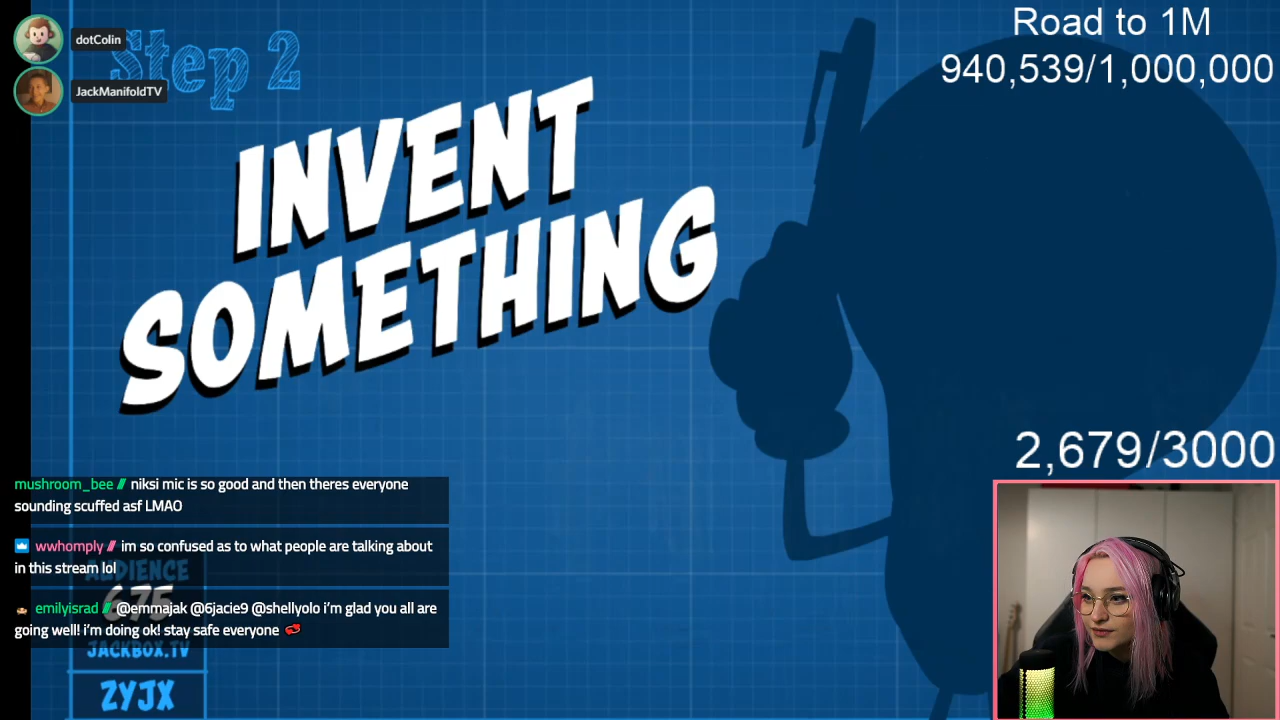 dotColin
Step 2
JackManifoldTV
Road to 1M
940,539/1,000,000
INVENT
SOMETHING
2,679/3000
mushroom_bee // niksi mic is so good and then theres everyone
sounding scuffed asf LMAO
wwhomply // im so confused as to what people are talking about
in this stream lol
AUDIENCE
675
emilyisrad // @emmajak @6jacie9 @shellyolo i’m glad you all are
going well! i’m doing ok! stay safe everyone
JACKBOX.TV
ZYJX